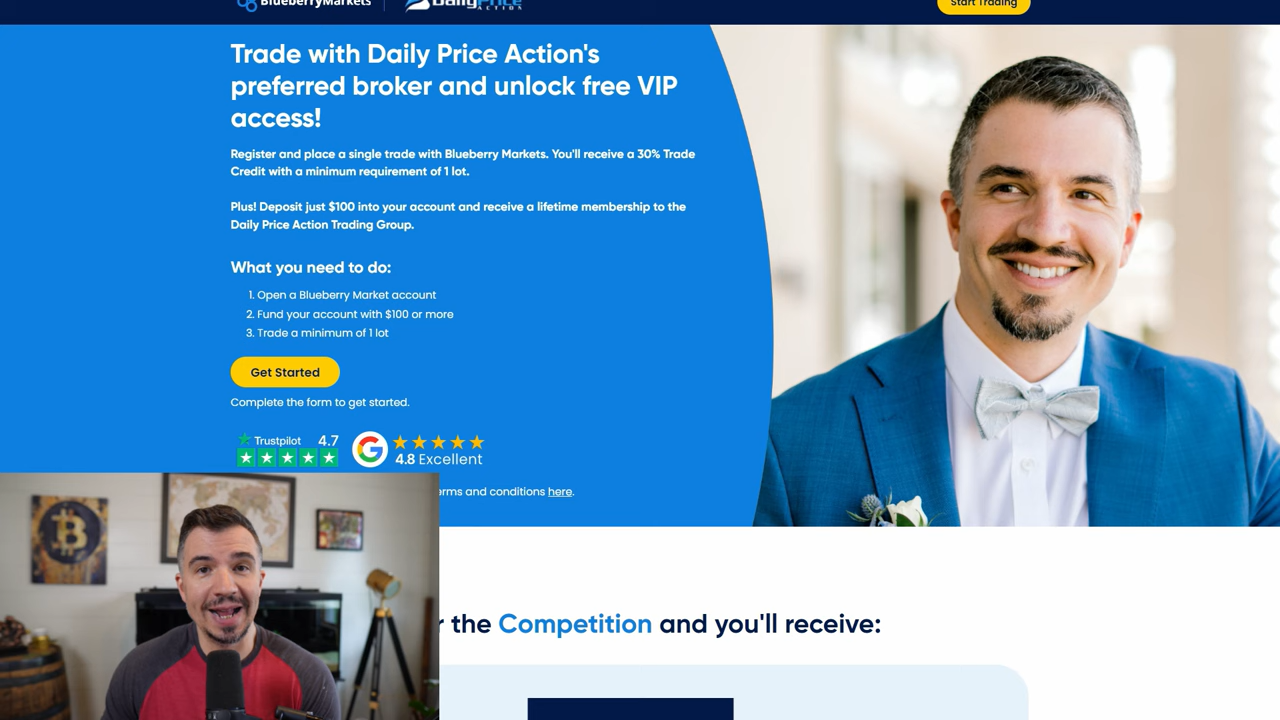 BlueberryMarkets
DailyPrice
ACTION
Start Trading
Trade with Daily Price Action's
preferred broker and unlock free VIP
access!
Register and place a single trade with Blueberry Markets. You'll receive a 30% Trade
Credit with a minimum requirement of 1 lot.
Plus! Deposit just $100 into your account and receive a lifetime membership to the
Daily Price Action Trading Group.
What you need to do:
1. Open a Blueberry Market account
2. Fund your account with $100 or more
3. Trade a minimum of 1 lot
Get Started
Complete the form to get started.
Trustpilot 4.7
4.8 Excellent
erms and conditions here.
r the Competition and you'll receive: